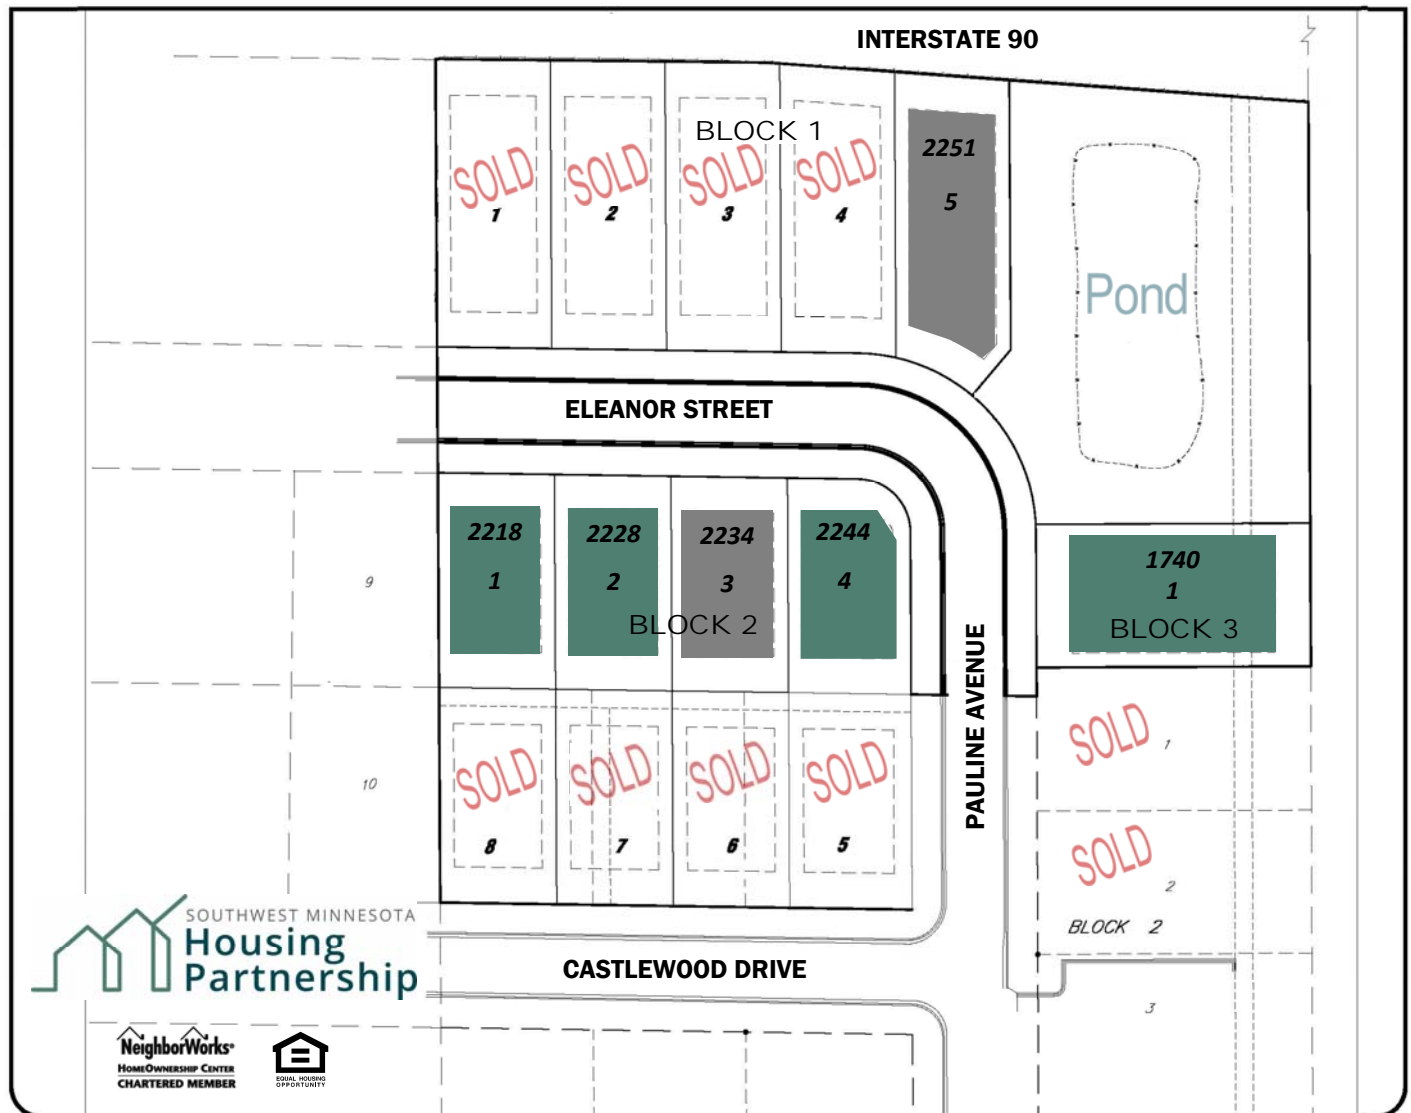 INTERSTATE 90
BLOCK 1
SOLD
1
SOLD
2
SOLD
3
SOLD
4
2251
5
Pond
ELEANOR STREET
2218
1
2228
2
2234
3
2244
4
BLOCK 2
1740
1
BLOCK 3
9
PAULINE AVENUE
10
SOLD
8
SOLD
7
SOLD
6
SOLD
5
SOLD
1
SOLD
2
BLOCK 2
3
CASTLEWOOD DRIVE
SOUTHWEST MINNESOTA
Housing
Partnership
NeighborWorks®
HOMEOWNERSHIP CENTER
CHARTERED MEMBER
EQUAL HOUSING
OPPORTUNITY